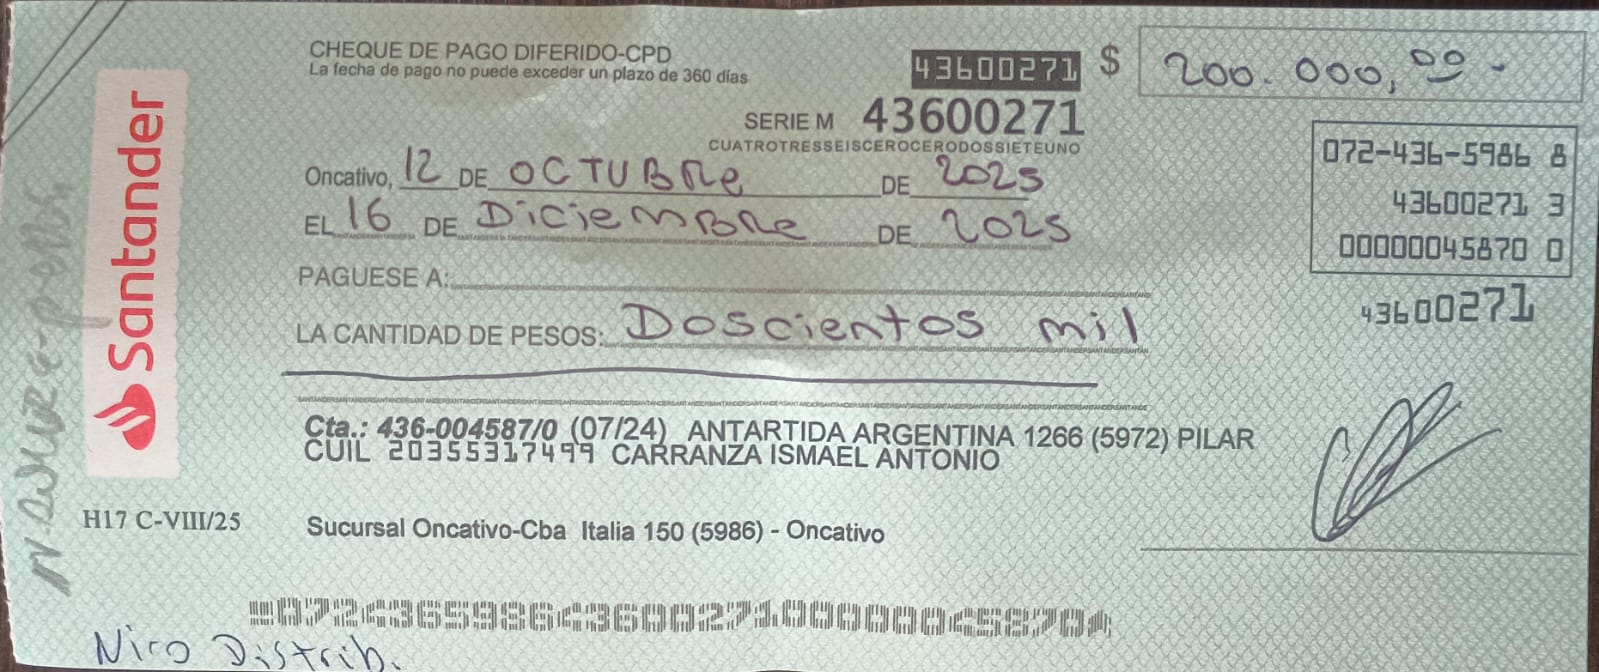 CHEQUE DE PAGO DIFERIDO-CPD
La fecha de pago no puede exceder un plazo de 360 días
43600271 $ 200.000,00-
SERIE M 43600271
CUATROTRESSEISCEROCERODOSSIETEUNO
072-436-5986 8
43600271 3
00000045870 0
43600271
Oncativo, 12 DE OCTUBRE DE 2025
EL 16 DE DiciemBRe DE 2025
PAGUESE A:
LA CANTIDAD DE PESOS: Doscientos mil
Cta.: 436-004587/0 (07/24) ANTARTIDA ARGENTINA 1266 (5972) PILAR
CUIL 20355317499 CARRANZA ISMAEL ANTONIO
Santander
H17 C-VIII/25
Sucursal Oncativo-Cba Italia 150 (5986) - Oncativo
07243659864360027100000045870
Niro Distrib.